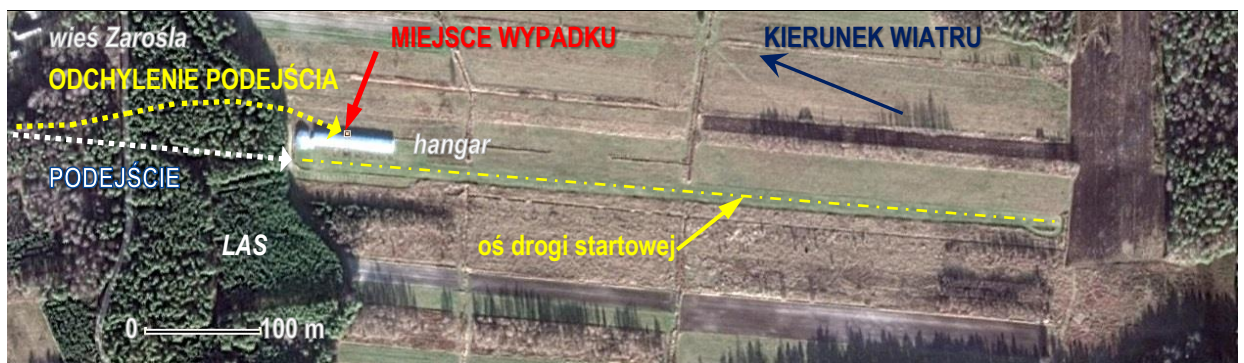 wieś Zarośla
MIEJSCE WYPADKU
KIERUNEK WIATRU
ODCHYLENIE PODEJŚCIA
hangar
PODEJŚCIE
LAS
oś drogi startowej
0 100 m